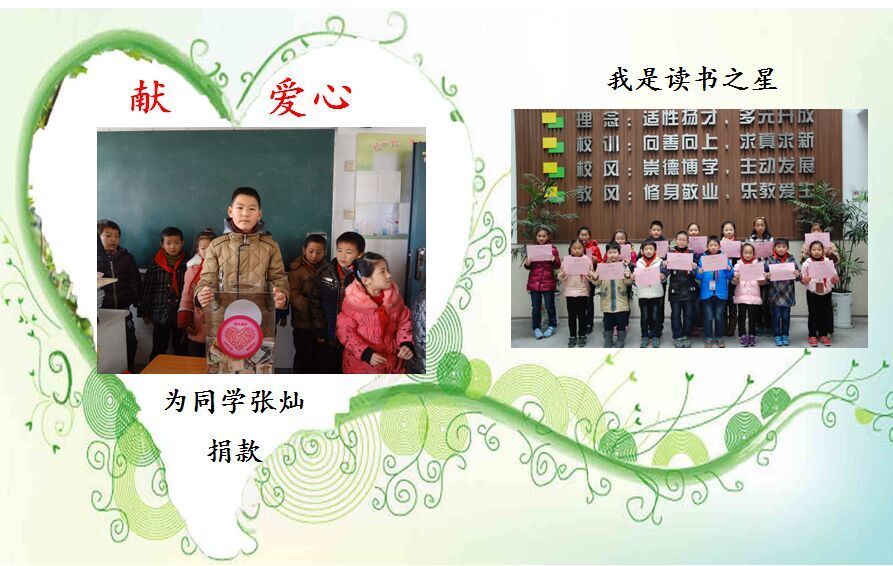 献 爱心
为同学张灿
捐款
我是读书之星
理念：适性扬才，多元开放
校训：向善向上，求真求新
校风：崇德博学，主动发展
教风：修身敬业，乐教爱生